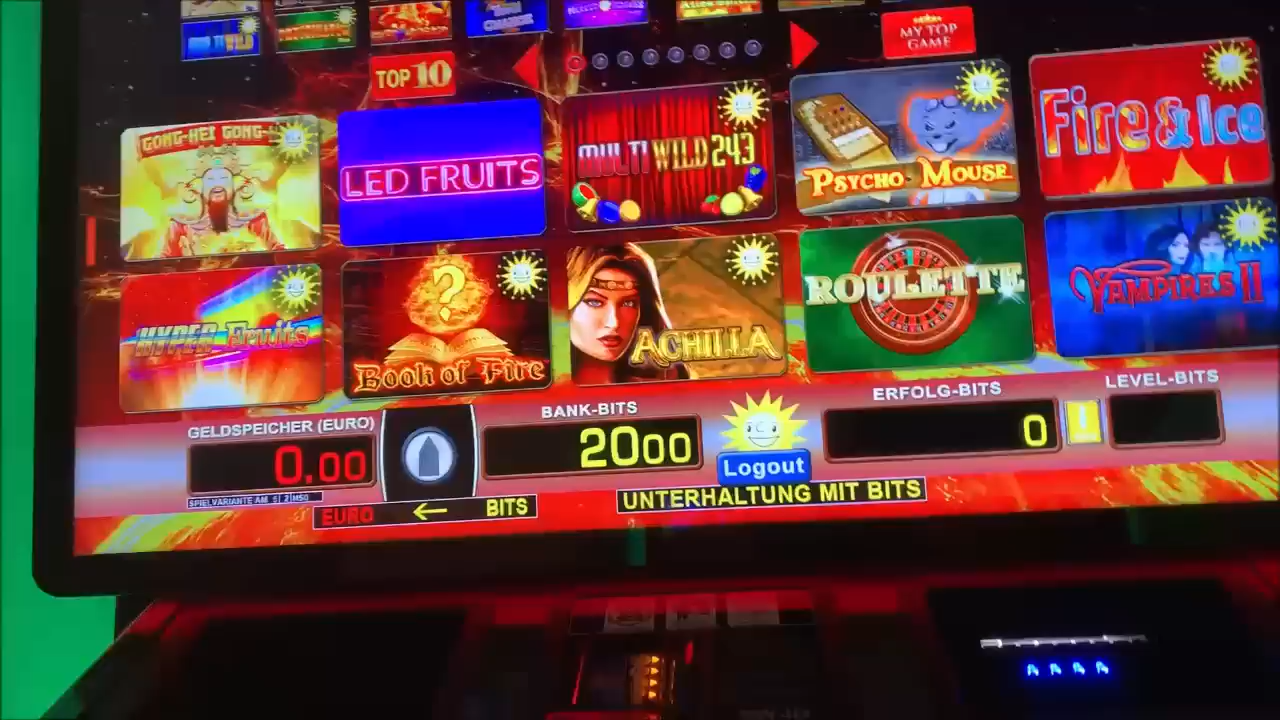 MY TOP
GAME
TOP 10
GONG-HEI GONG-
LED FRUITS
MULTI WILD 243
PSYCHO-MOUSE
Fire & Ice
HYPER Fruits
?
Book of Fire
ACHILLA
ROULETTE
VAMPIRES II
GELDSPEICHER (EURO)
BANK-BITS
ERFOLG-BITS
LEVEL-BITS
0.00
2000
Logout
0
SPIELVARIANTE AM
EURO ← BITS
UNTERHALTUNG MIT BITS